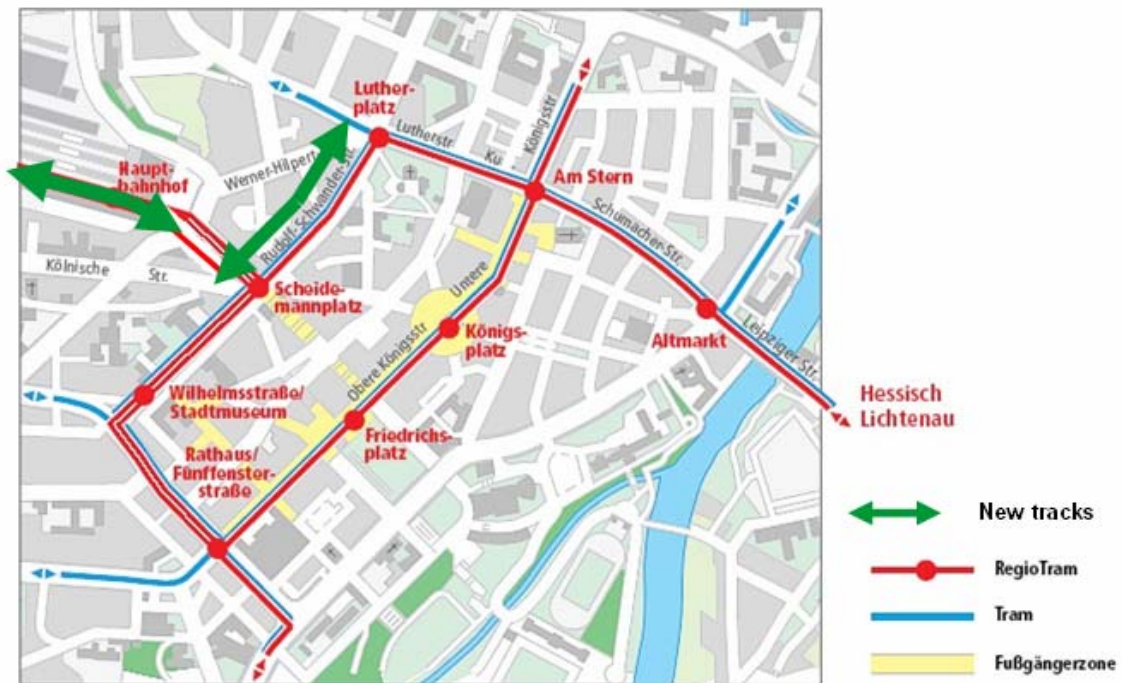 Luther-
platz
Lutherstr
Ku
Königsstr
Werner-Hilpert-
Haupt-
bahnhof
Rudolf-Schwander-Str.
Am Stern
Schumacher-Str.
Kölnische Str.
Scheide-
mannplatz
Untere
Obere Königsstr
Königs-
platz
Altmarkt
Leipziger Str.
Wilhelmsstraße/
Stadtmuseum
Hessisch
Lichtenau
Friedrichs-
platz
Rathaus/
Fünffenster-
straße
New tracks
RegioTram
Tram
Fußgängerzone